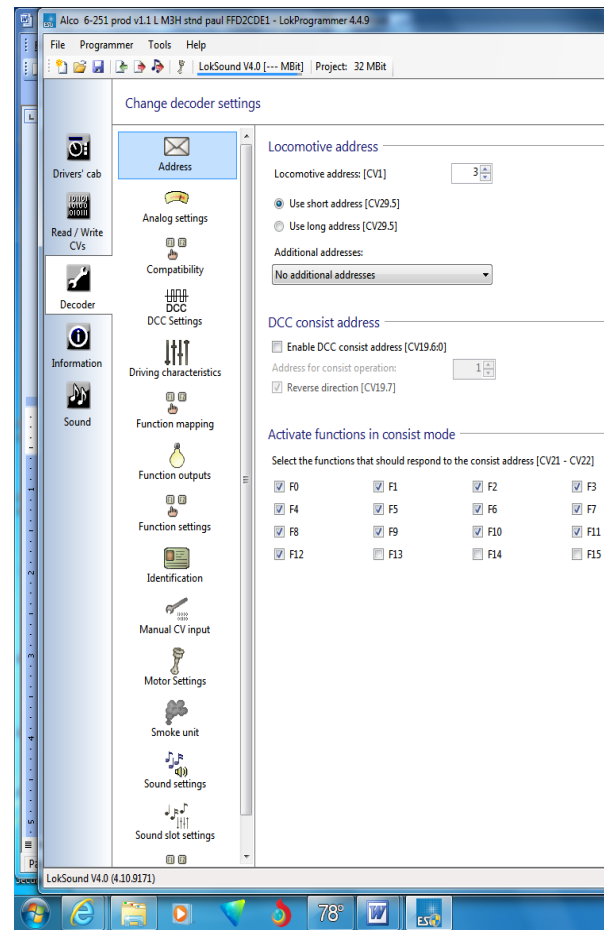 Alco 6-251 prod v1.1 L M3H stnd paul FFD2CDE1 - LokProgrammer 4.4.9
File Programmer Tools Help
LokSound V4.0 [--- MBit] Project: 32 MBit
Change decoder settings
Drivers' cab
Read / Write
CVs
Decoder
Information
Sound
Address
Analog settings
Compatibility
DCC
DCC Settings
Driving characteristics
Function mapping
Function outputs
Function settings
Identification
Manual CV input
Motor Settings
Smoke unit
Sound settings
Sound slot settings
Locomotive address
Locomotive address: [CV1] 3
Use short address [CV29.5]
Use long address [CV29.5]
Additional addresses:
No additional addresses
DCC consist address
Enable DCC consist address [CV19.6:0]
Address for consist operation: 1
Reverse direction [CV19.7]
Activate functions in consist mode
Select the functions that should respond to the consist address [CV21 - CV22]
F0 F1 F2 F3
F4 F5 F6 F7
F8 F9 F10 F11
F12 F13 F14 F15
LokSound V4.0 (4.10.9171)
78°
ESU